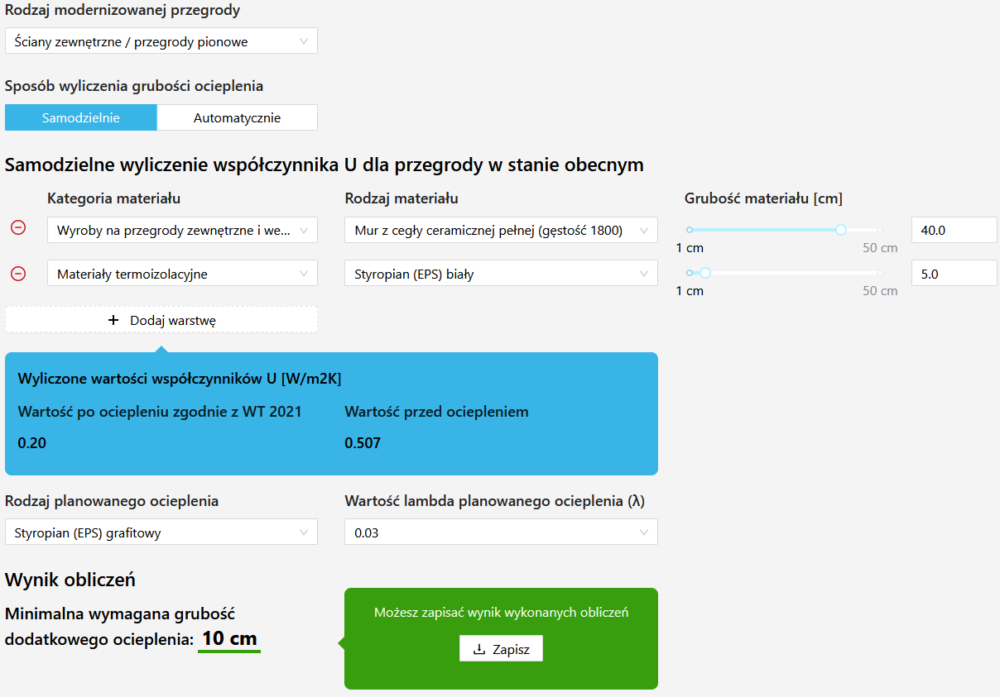 Rodzaj modernizowanej przegrody
Ściany zewnętrzne / przegrody pionowe
Sposób wyliczenia grubości ocieplenia
Samodzielnie Automatycznie
Samodzielne wyliczenie współczynnika U dla przegrody w stanie obecnym
Kategoria materiału Rodzaj materiału Grubość materiału [cm]
Wyroby na przegrody zewnętrzne i we... Mur z cegły ceramicznej pełnej (gęstość 1800) 40.0
1 cm 50 cm
Materiały termoizolacyjne Styropian (EPS) biały 5.0
1 cm 50 cm
+ Dodaj warstwę
Wyliczone wartości współczynników U [W/m2K]
Wartość po ociepleniu zgodnie z WT 2021 Wartość przed ociepleniem
0.20 0.507
Rodzaj planowanego ocieplenia Wartość lambda planowanego ocieplenia (λ)
Styropian (EPS) grafitowy 0.03
Wynik obliczeń
Minimalna wymagana grubość
dodatkowego ocieplenia: 10 cm
Możesz zapisać wynik wykonanych obliczeń
Zapisz